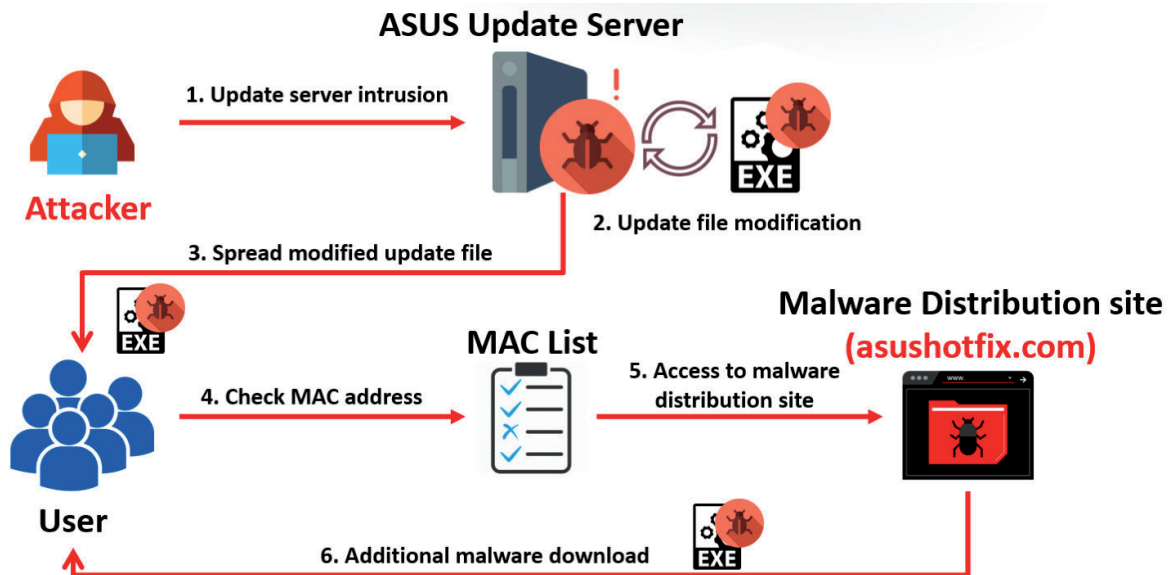 ASUS Update Server
1. Update server intrusion
EXE
Attacker
2. Update file modification
3. Spread modified update file
EXE
Malware Distribution site
(asushotfix.com)
MAC List
5. Access to malware
distribution site
4. Check MAC address
www.
User
6. Additional malware download
EXE